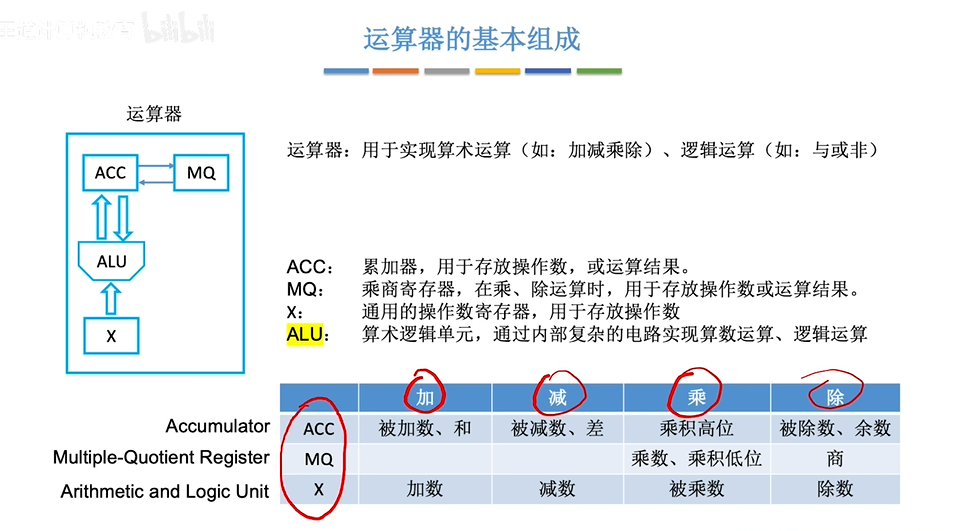 bilibili
运算器的基本组成
运算器
ACC
MQ
ALU
X
运算器：用于实现算术运算（如：加减乘除）、逻辑运算（如：与或非）
ACC： 累加器，用于存放操作数，或运算结果。
MQ： 乘商寄存器，在乘、除运算时，用于存放操作数或运算结果。
X： 通用的操作数寄存器，用于存放操作数
ALU： 算术逻辑单元，通过内部复杂的电路实现算数运算、逻辑运算
加 减 乘 除
Accumulator ACC 被加数、和 被减数、差 乘积高位 被除数、余数
Multiple-Quotient Register MQ 乘数、乘积低位 商
Arithmetic and Logic Unit X 加数 减数 被乘数 除数